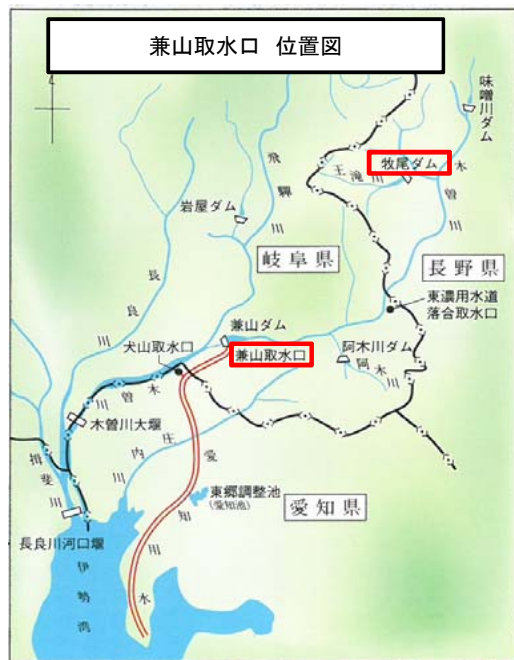 兼山取水口 位置図
4
味噌川ダム
牧尾ダム
王滝川
木曽川
飛騨川
岩屋ダム
岐阜県
長野県
長良川
東濃用水道
落合取水口
兼山ダム
犬山取水口
兼山取水口
阿木川ダム
阿木川
木曽川
木曽川大堰
庄内川
愛知用水
揖斐川
東郷調整池
(愛知池)
愛知県
長良川河口堰
伊勢湾